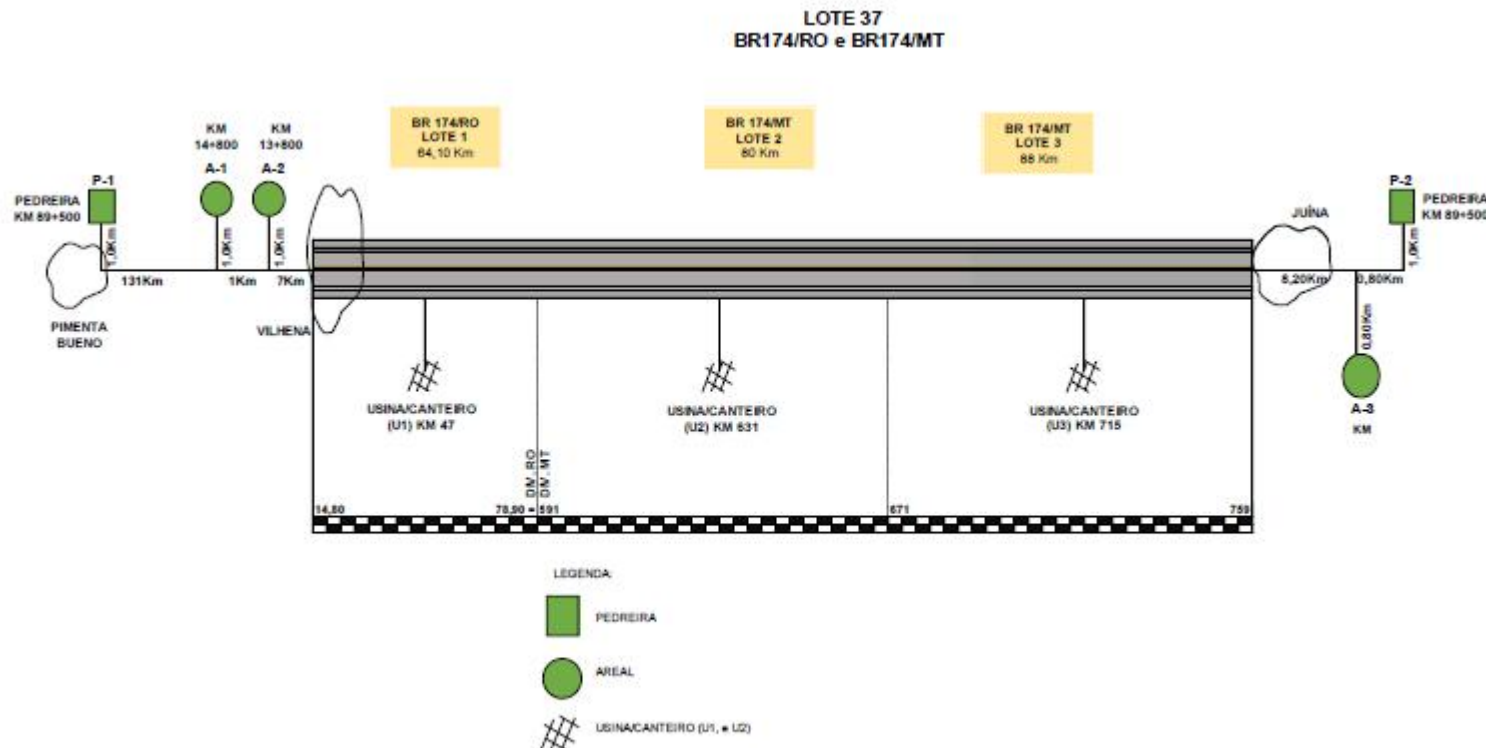 LOTE 37
BR174/RO e BR174/MT
BR 174/RO
LOTE 1
64,10 Km
BR 174/MT
LOTE 2
80 Km
BR 174/MT
LOTE 3
88 Km
KM
14+800
A-1
KM
13+800
A-2
P-1
PEDREIRA
KM 89+500
1,0Km
1,0Km
1,0Km
131Km
1Km
7Km
PIMENTA
BUENO
VILHENA
JUÍNA
P-2
PEDREIRA
KM 89+500
1,0Km
8,20Km
0,80Km
0,80Km
A-3
KM
USINA/CANTEIRO
(U1) KM 47
USINA/CANTEIRO
(U2) KM 631
USINA/CANTEIRO
(U3) KM 715
DIV. RO
DIV. MT
14,80
78,90 = 591
671
759
LEGENDA:
PEDREIRA
AREAL
USINA/CANTEIRO (U1, e U2)